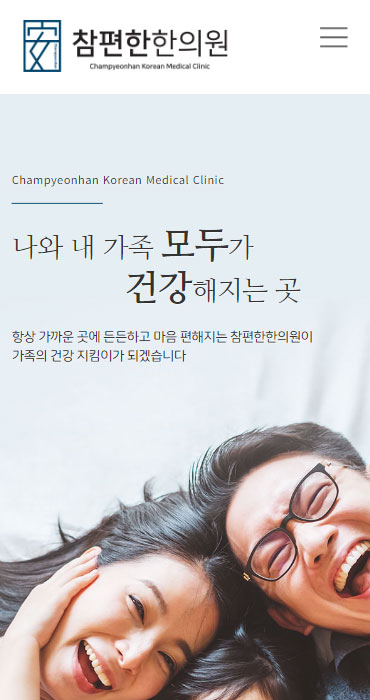 참편한한의원
Champyeonhan Korean Medical Clinic
Champyeonhan Korean Medical Clinic
나와 내 가족 모두가
건강해지는 곳
항상 가까운 곳에 든든하고 마음 편해지는 참편한한의원이
가족의 건강 지킴이가 되겠습니다